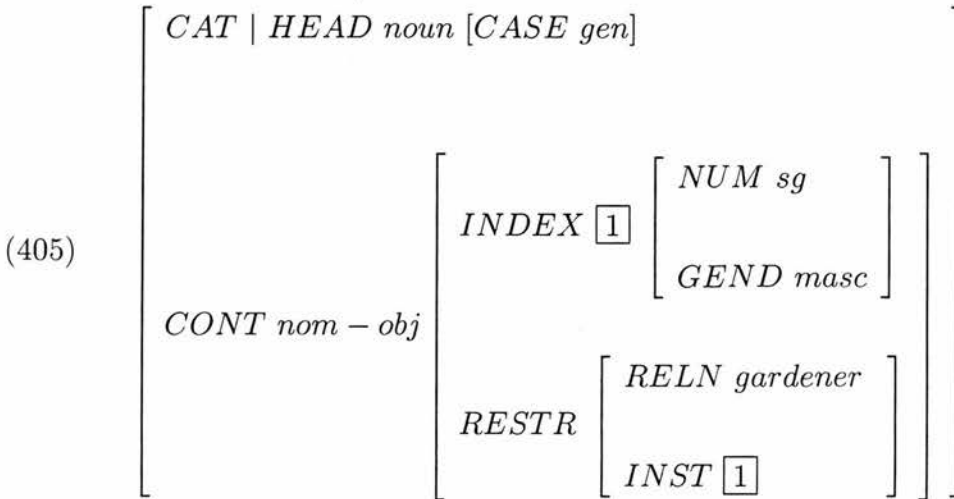 CAT | HEAD noun [CASE gen]
NUM sg
INDEX 1
GEND masc
(405)
CONT nom – obj
RELN gardener
RESTR
INST 1